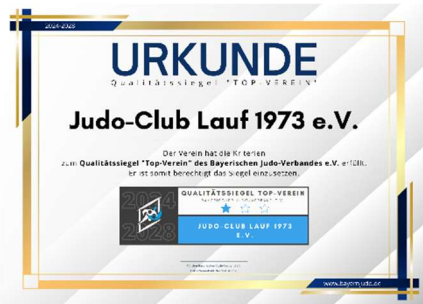 2024-2028
URKUNDE
Qualitätssiegel "TOP-VEREIN"
Judo-Club Lauf 1973 e.V.
Der Verein hat die Kriterien
zum Qualitätssiegel "Top-Verein" des Bayerischen Judo-Verbandes e.V. erfüllt.
Er ist somit berechtigt das Siegel einzusetzen.
2024
2028
QUALITÄTSSIEGEL TOP-VEREIN
JUDO-CLUB LAUF 1973
E.V.
www.bayernjudo.de